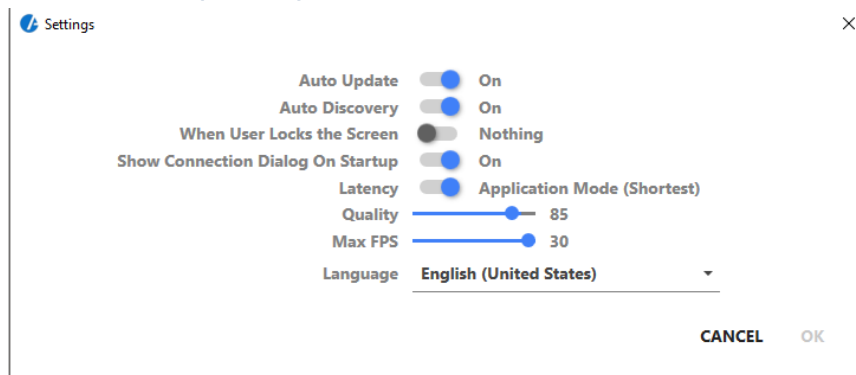 Settings
Auto Update On
Auto Discovery On
When User Locks the Screen Nothing
Show Connection Dialog On Startup On
Latency Application Mode (Shortest)
Quality 85
Max FPS 30
Language English (United States)
CANCEL OK